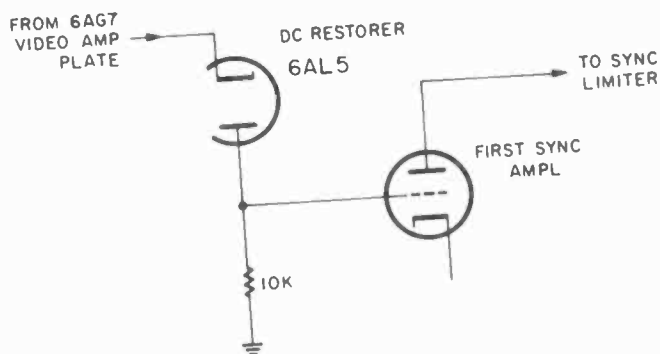 FROM 6AG7
VIDEO AMP
PLATE
DC RESTORER
6AL5
TO SYNC
LIMITER
FIRST SYNC
AMPL
10K